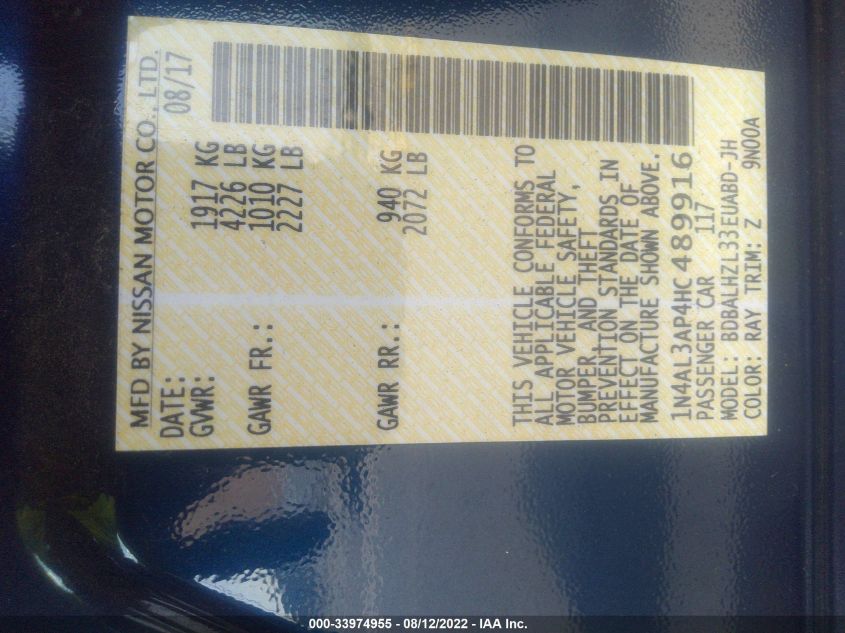 MFD BY NISSAN MOTOR CO., LTD.
DATE: 08/17
GVWR: 1917 KG
4226 LB
GAWR FR.: 1010 KG
2227 LB
GAWR RR.: 940 KG
2072 LB
THIS VEHICLE CONFORMS TO
ALL APPLICABLE FEDERAL
MOTOR VEHICLE SAFETY,
BUMPER, AND THEFT
PREVENTION STANDARDS IN
EFFECT ON THE DATE OF
MANUFACTURE SHOWN ABOVE.
1N4AL3AP4HC489916
PASSENGER CAR 117
MODEL: BDBALHZL33EUABD-JH
COLOR: RAY TRIM: Z 9N00A
000-33974955 - 08/12/2022 - IAA Inc.